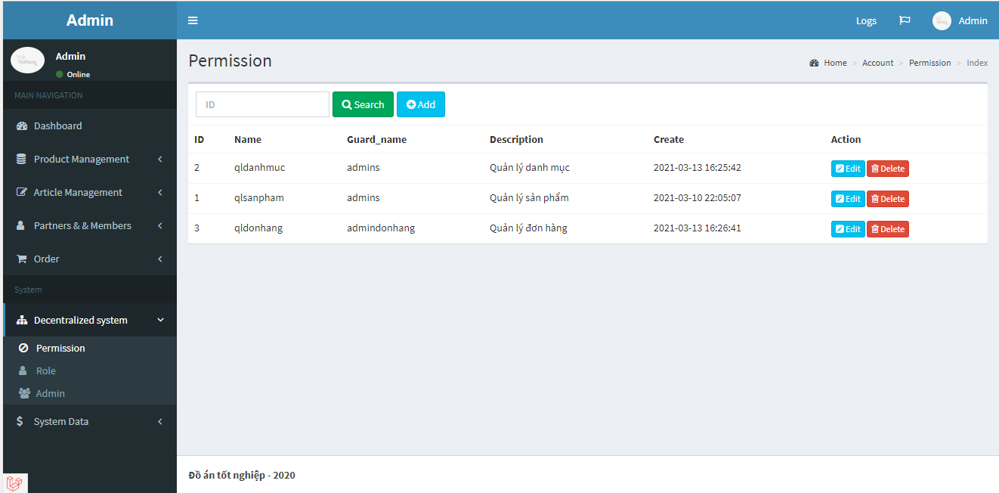 Admin
Logs
Admin
Admin
Online
MAIN NAVIGATION
Dashboard
Product Management
Article Management
Partners & & Members
Order
System
Decentralized system
Permission
Role
Admin
System Data
Permission
Home > Account > Permission > Index
ID
Search
Add
ID Name Guard_name Description Create Action
2 qldanhmuc admins Quản lý danh mục 2021-03-13 16:25:42 Edit Delete
1 qlsanpham admins Quản lý sản phẩm 2021-03-10 22:05:07 Edit Delete
3 qldonhang admindonhang Quản lý đơn hàng 2021-03-13 16:26:41 Edit Delete
Đồ án tốt nghiệp - 2020